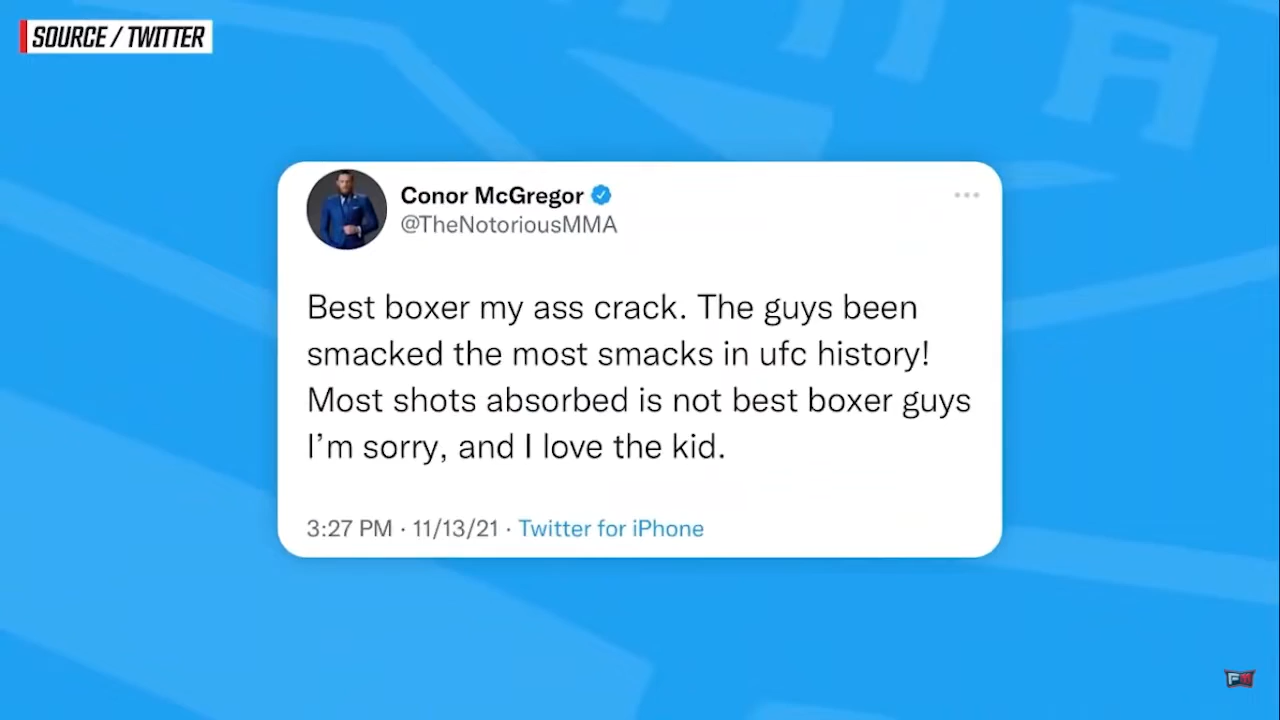 SOURCE / TWITTER
Conor McGregor
@TheNotoriousMMA
Best boxer my ass crack. The guys been
smacked the most smacks in ufc history!
Most shots absorbed is not best boxer guys
I'm sorry, and I love the kid.
3:27 PM · 11/13/21 · Twitter for iPhone